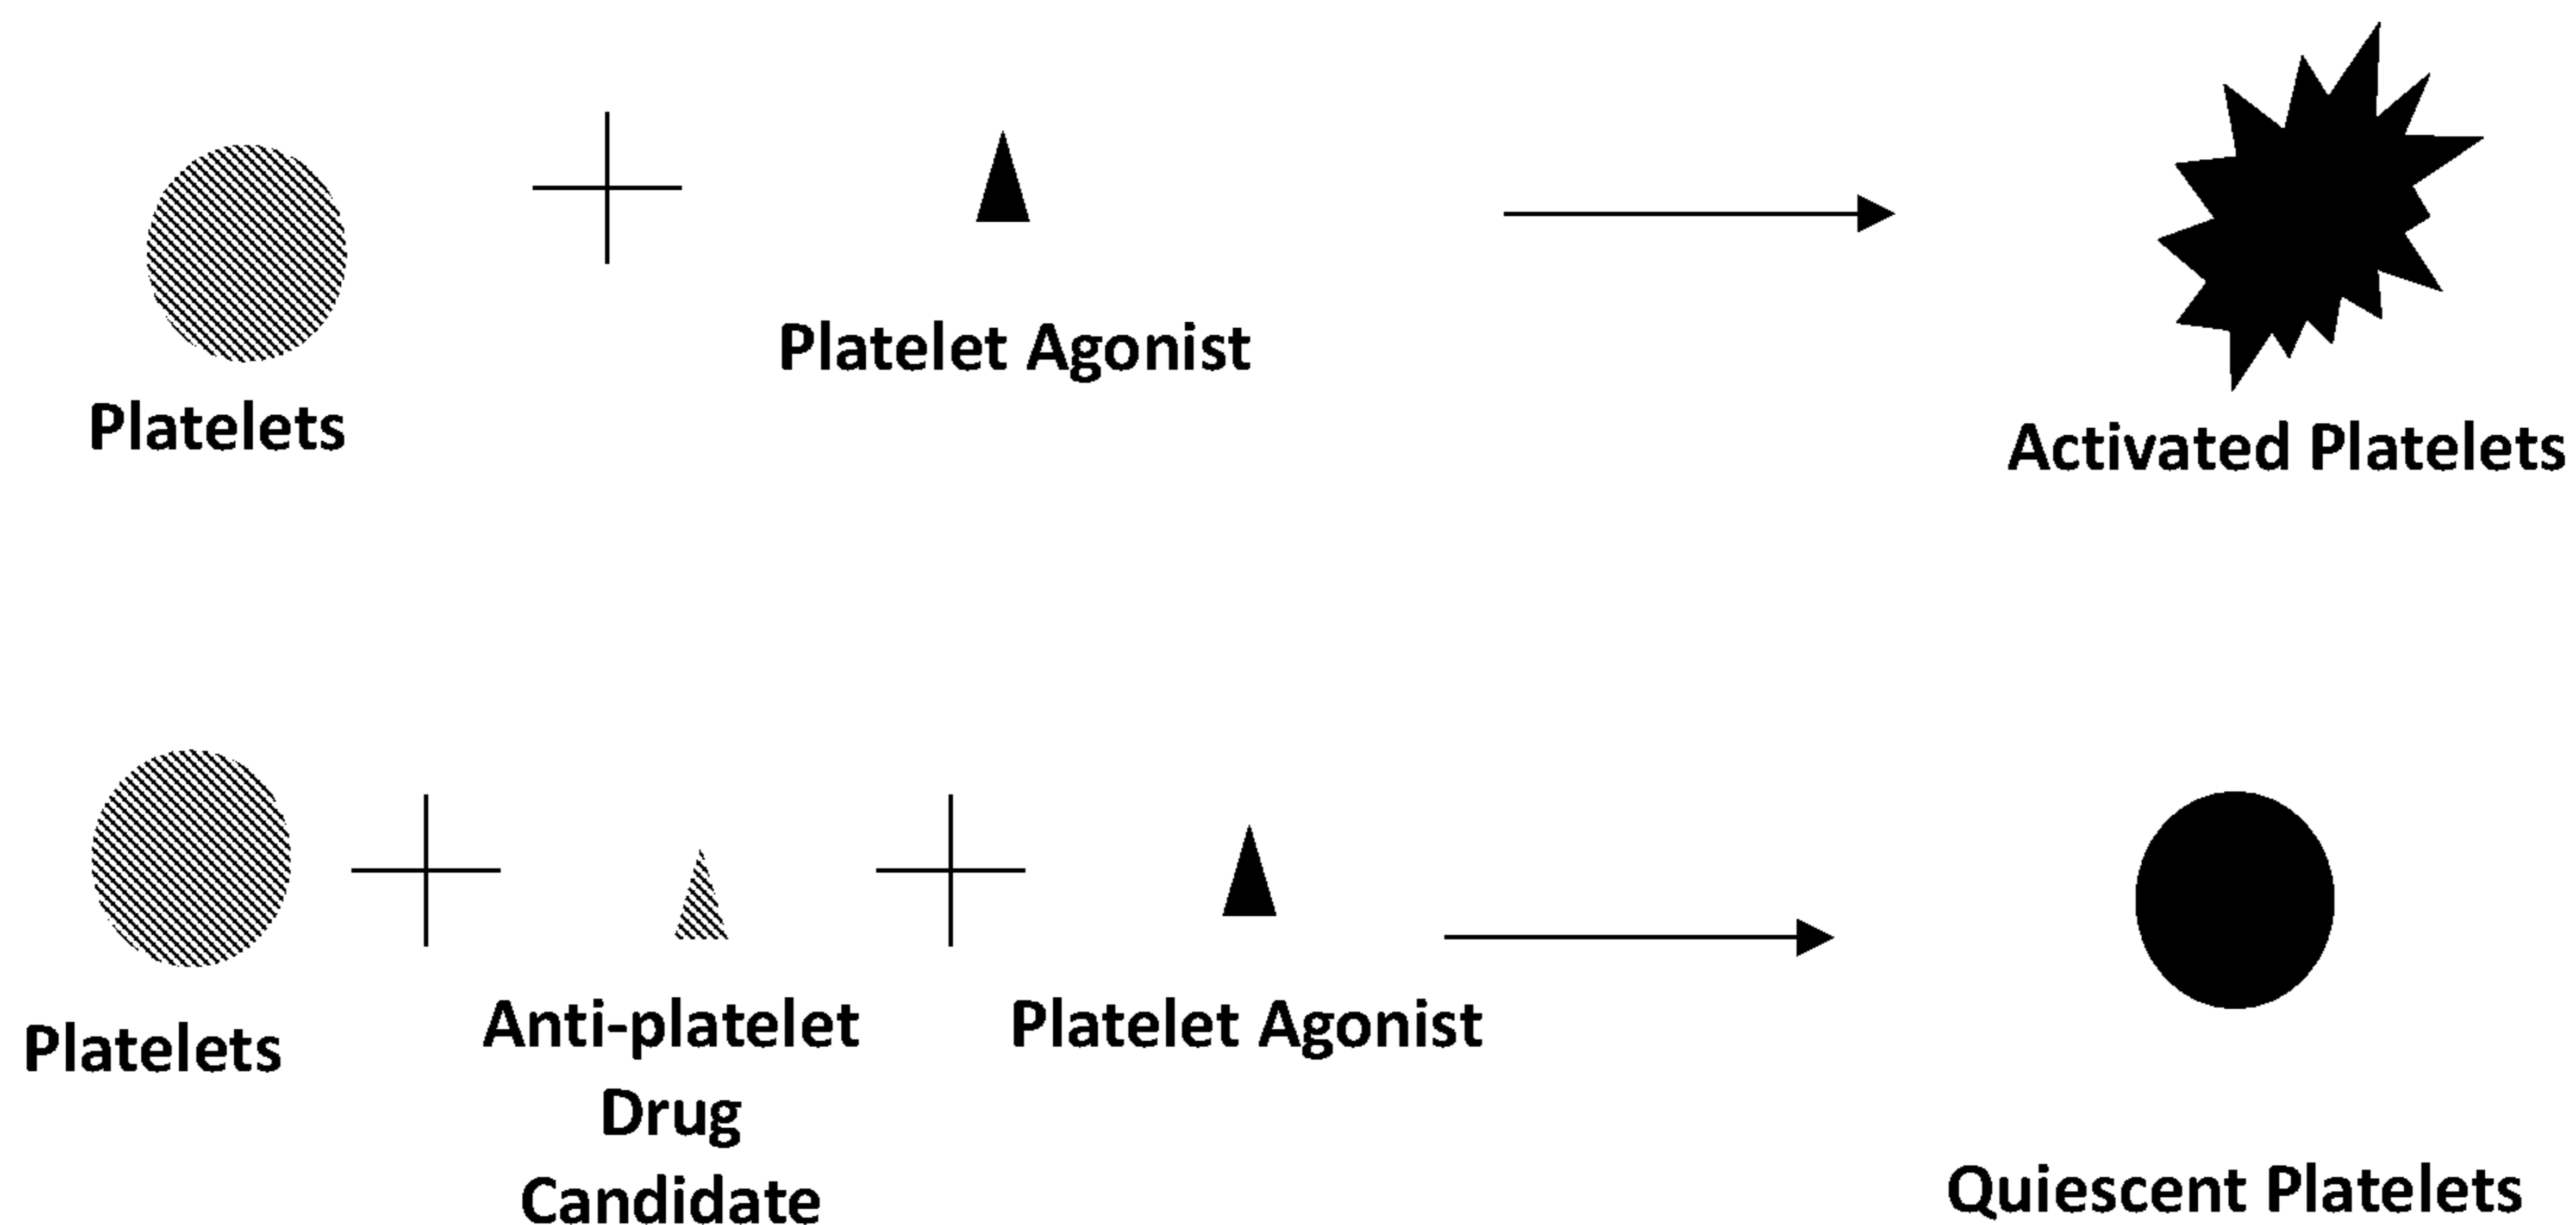 Platelets
Platelet Agonist
Activated Platelets
Platelets
Anti-platelet
Drug
Candidate
Platelet Agonist
Quiescent Platelets